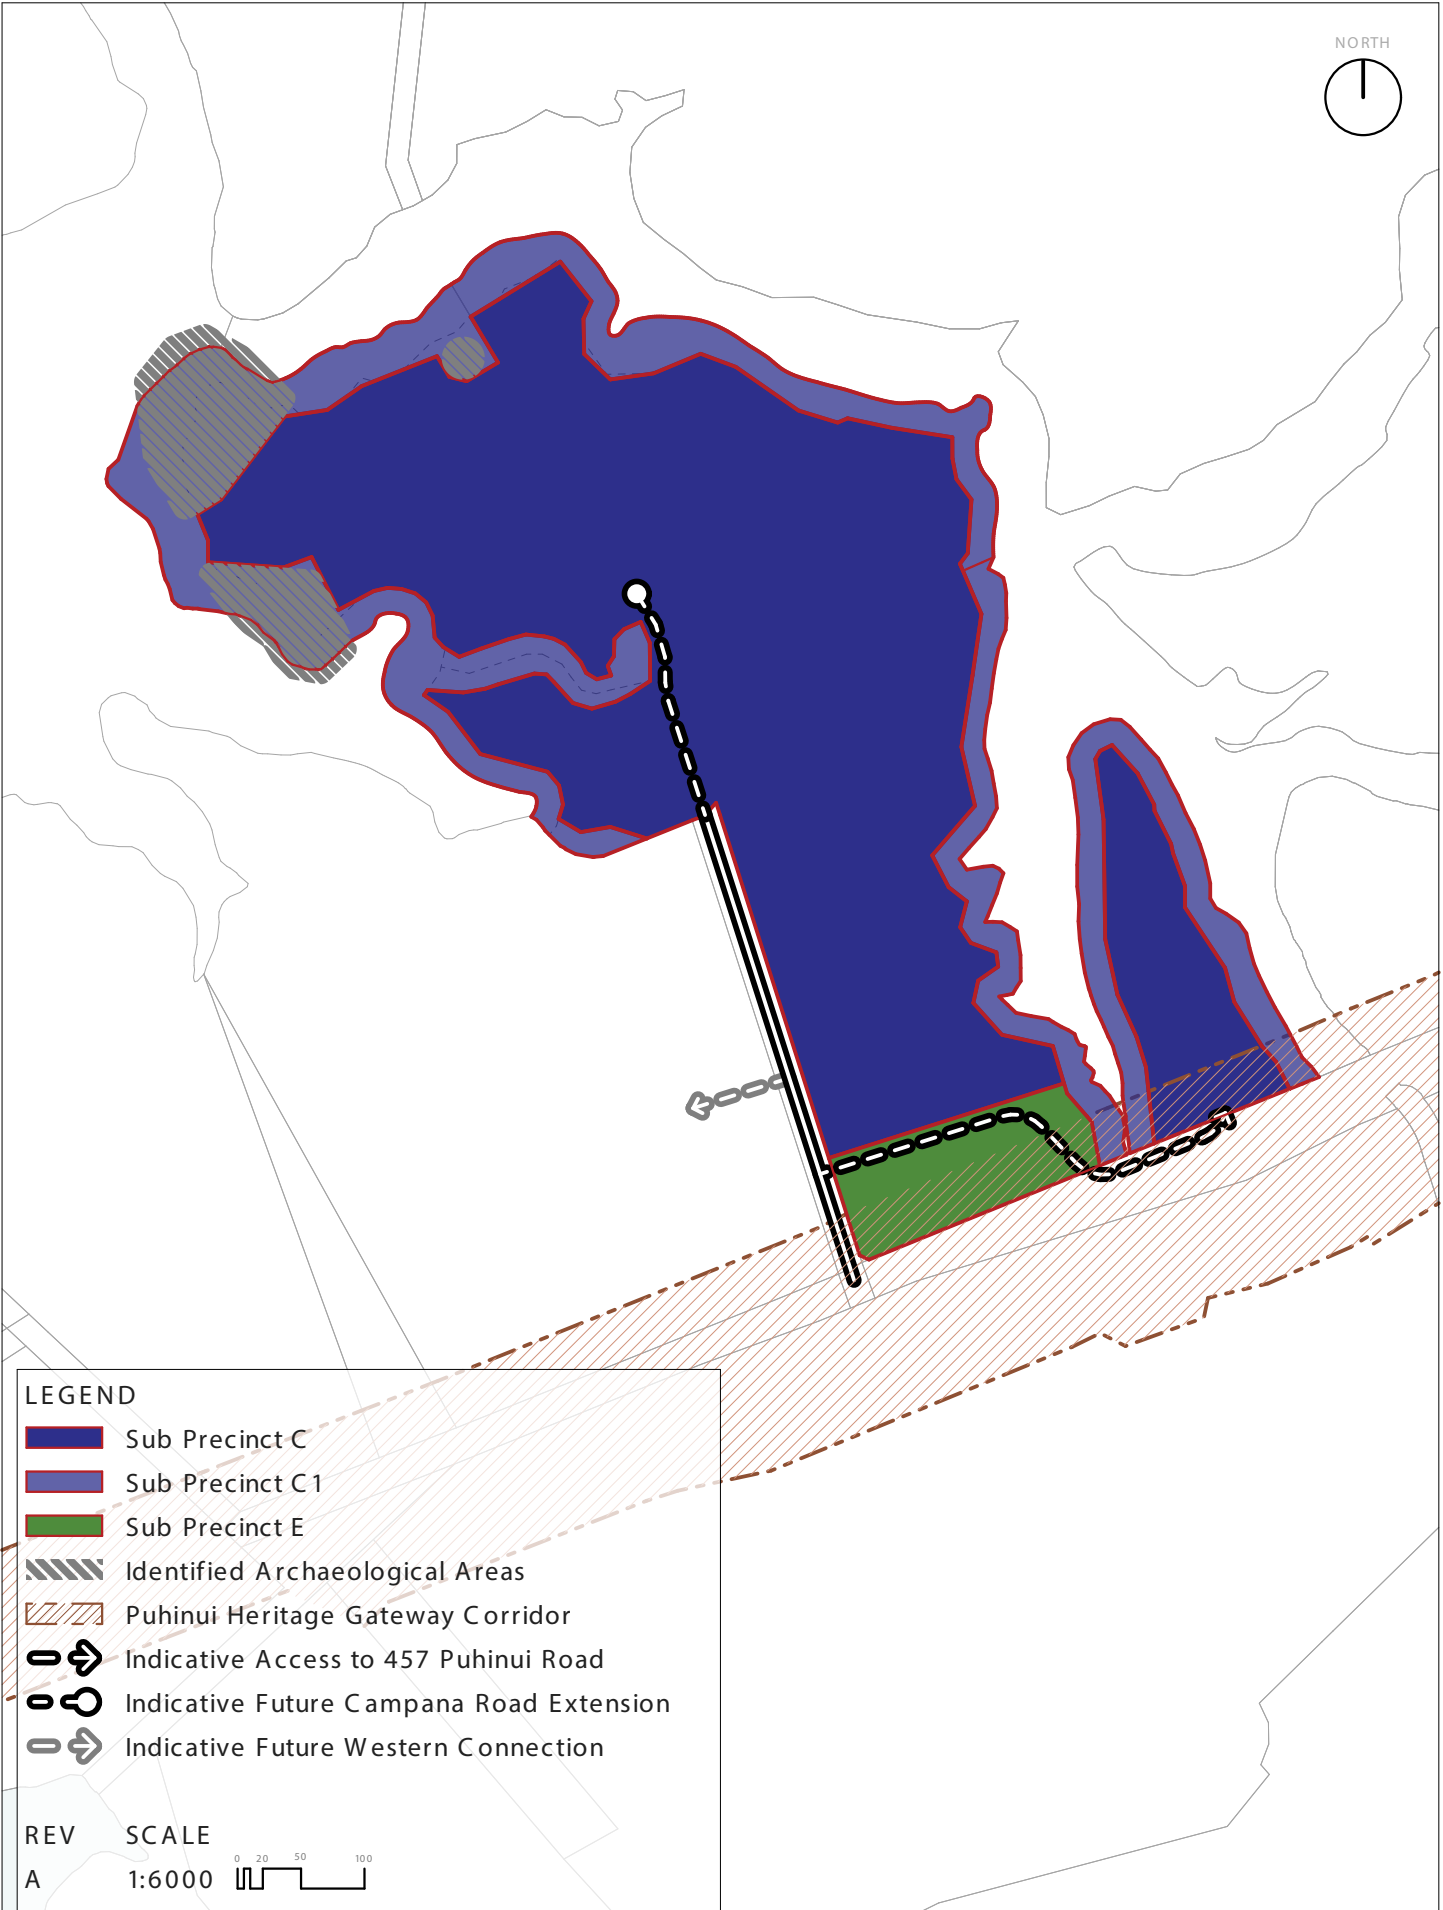 NORTH
LEGEND
Sub Precinct C
Sub Precinct C1
Sub Precinct E
Identified Archaeological Areas
Puhinui Heritage Gateway Corridor
Indicative Access to 457 Puhinui Road
Indicative Future Campana Road Extension
Indicative Future Western Connection
REV SCALE
0 20 50 100
A 1:6000